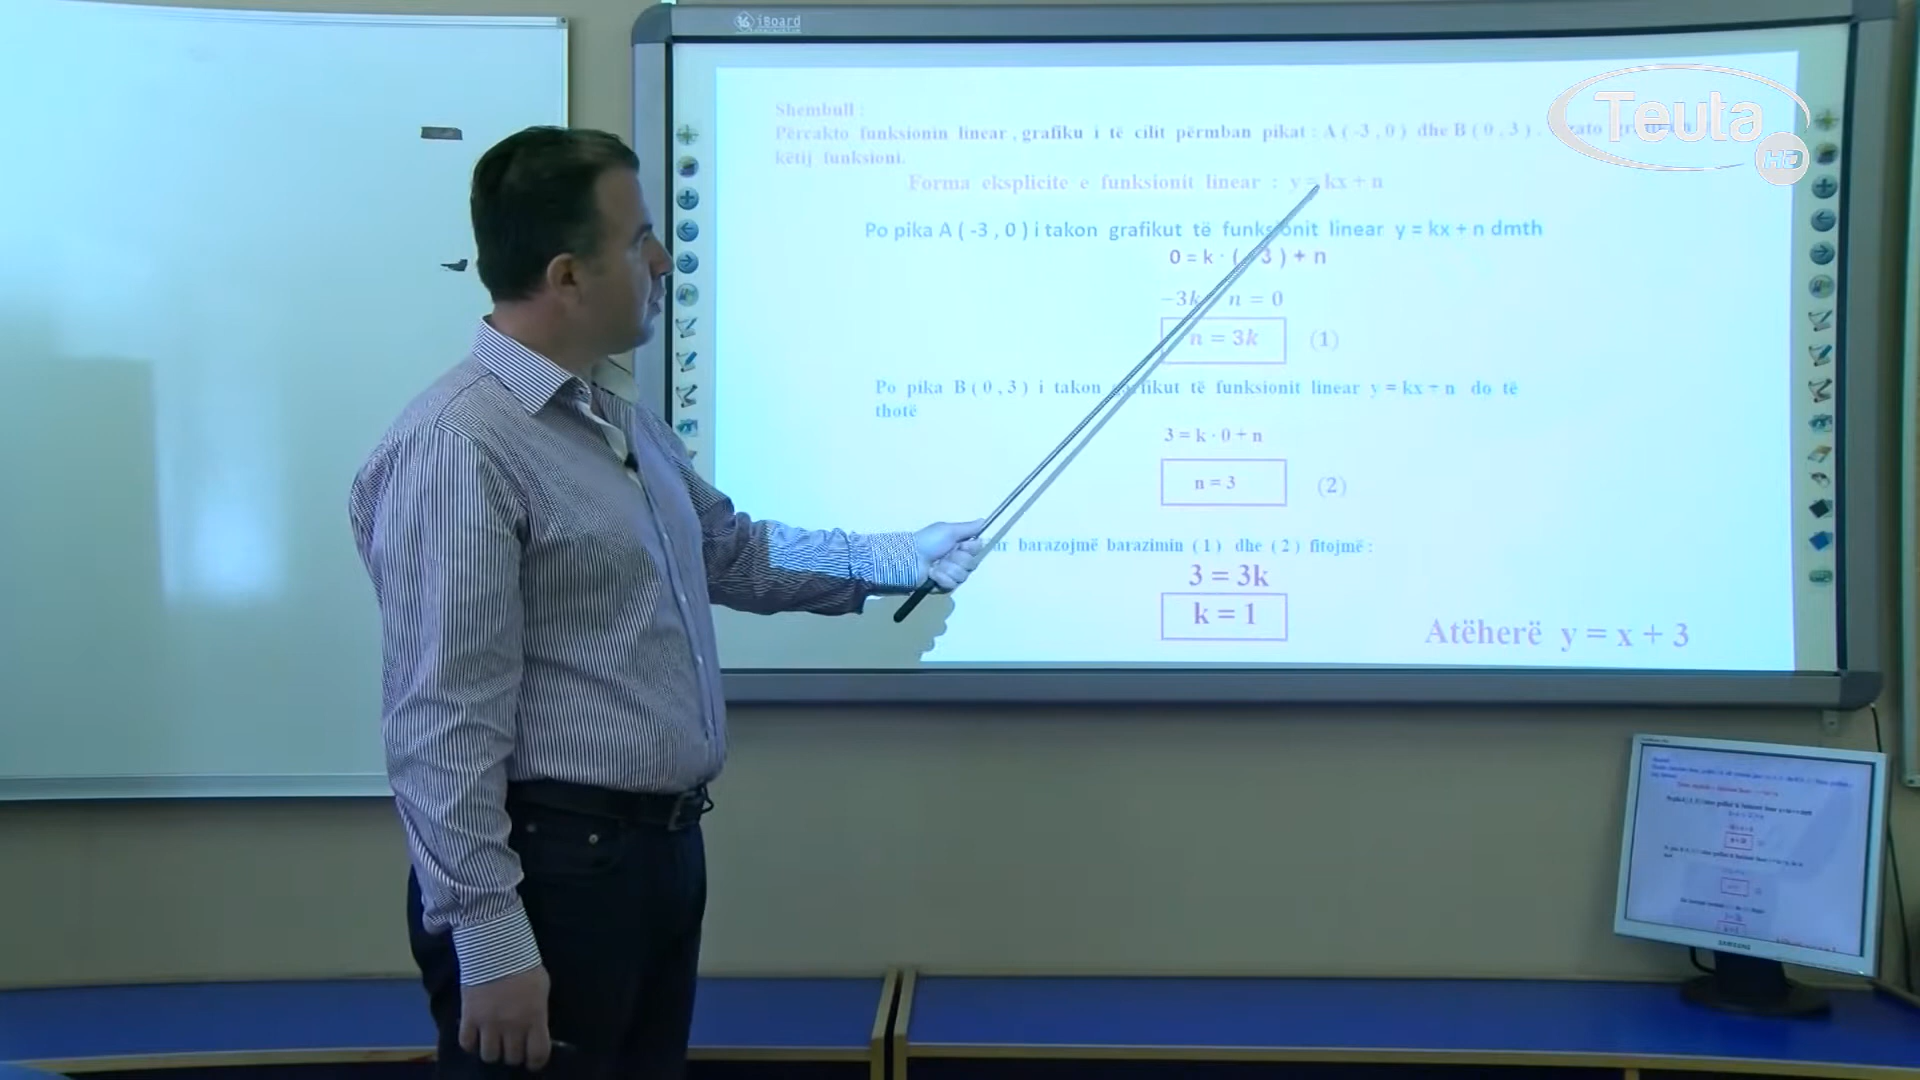 iBoard
Teuta
HD
Shembull :
Përcakto funksionin linear , grafiku i të cilit përmban pikat : A ( -3 , 0 ) dhe B ( 0 , 3 ) .
këtij funksioni.
Forma eksplicite e funksionit linear : y = kx + n
Po pika A ( -3 , 0 ) i takon grafikut të funksionit linear y = kx + n dmth
0 = k · ( 3 ) + n
−3k n = 0
n = 3k (1)
Po pika B ( 0 , 3 ) i takon grafikut të funksionit linear y = kx + n do të
thotë
3 = k · 0 + n
n = 3 (2)
barazojmë barazimin ( 1 ) dhe ( 2 ) fitojmë :
3 = 3k
k = 1
Atëherë y = x + 3
SAMSUNG